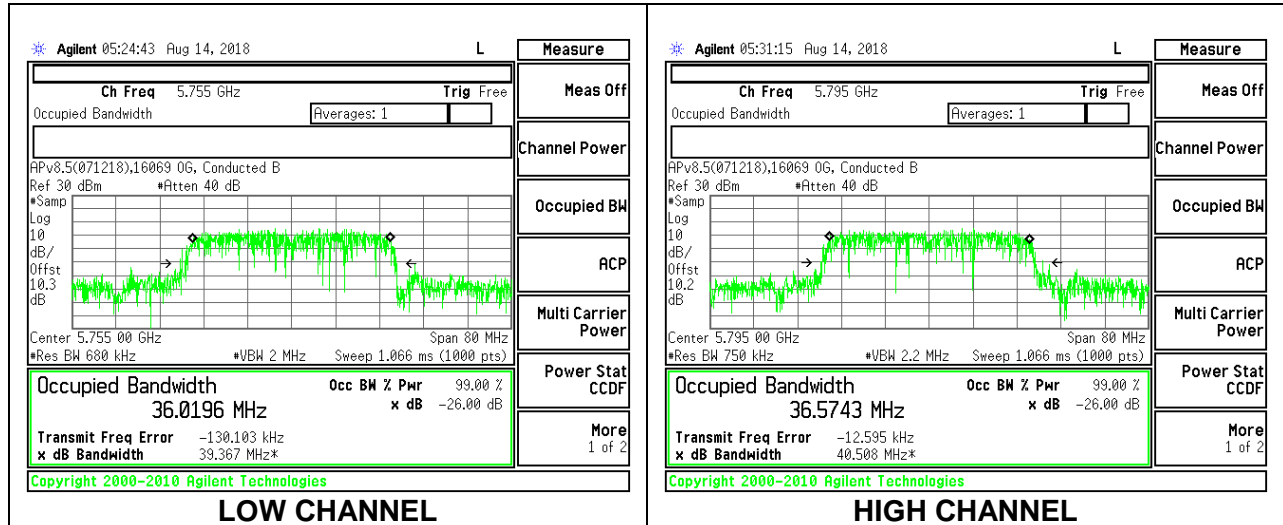 Agilent 05:24:43 Aug 14, 2018 L
Measure
Ch Freq 5.755 GHz Trig Free
Occupied Bandwidth Averages: 1
APv8.5(071218),16069 OG, Conducted B
Ref 30 dBm #Atten 40 dB
#Samp
Log
10
dB/
Offst
10.3
dB
Center 5.755 00 GHz Span 80 MHz
#Res BW 680 kHz #VBW 2 MHz Sweep 1.066 ms (1000 pts)
Occupied Bandwidth Occ BW % Pwr 99.00 %
36.0196 MHz x dB -26.00 dB
Transmit Freq Error -130.103 kHz
x dB Bandwidth 39.367 MHz*
Copyright 2000-2010 Agilent Technologies
Meas Off
Channel Power
Occupied BW
ACP
Multi Carrier
Power
Power Stat
CCDF
More
1 of 2
LOW CHANNEL
Agilent 05:31:15 Aug 14, 2018 L
Measure
Ch Freq 5.795 GHz Trig Free
Occupied Bandwidth Averages: 1
APv8.5(071218),16069 OG, Conducted B
Ref 30 dBm #Atten 40 dB
#Samp
Log
10
dB/
Offst
10.2
dB
Center 5.795 00 GHz Span 80 MHz
#Res BW 750 kHz #VBW 2.2 MHz Sweep 1.066 ms (1000 pts)
Occupied Bandwidth Occ BW % Pwr 99.00 %
36.5743 MHz x dB -26.00 dB
Transmit Freq Error -12.595 kHz
x dB Bandwidth 40.508 MHz*
Copyright 2000-2010 Agilent Technologies
Meas Off
Channel Power
Occupied BW
ACP
Multi Carrier
Power
Power Stat
CCDF
More
1 of 2
HIGH CHANNEL